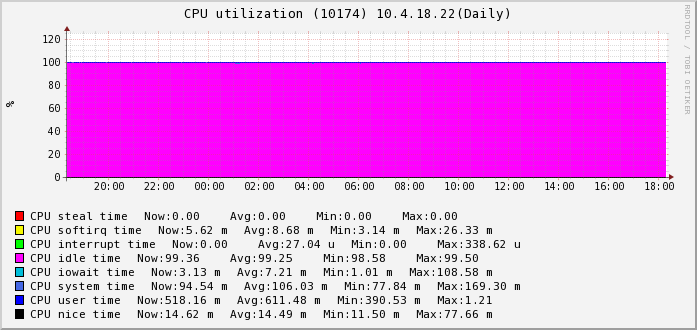 CPU utilization (10174) 10.4.18.22(Daily)
RRDTOOL / TOBI OETIKER
%
120
100
80
60
40
20
0
20:00 22:00 00:00 02:00 04:00 06:00 08:00 10:00 12:00 14:00 16:00 18:00
CPU steal time Now:0.00 Avg:0.00 Min:0.00 Max:0.00
CPU softirq time Now:5.62 m Avg:8.68 m Min:3.14 m Max:26.33 m
CPU interrupt time Now:0.00 Avg:27.04 u Min:0.00 Max:338.62 u
CPU idle time Now:99.36 Avg:99.25 Min:98.58 Max:99.50
CPU iowait time Now:3.13 m Avg:7.21 m Min:1.01 m Max:108.58 m
CPU system time Now:94.54 m Avg:106.03 m Min:77.84 m Max:169.30 m
CPU user time Now:518.16 m Avg:611.48 m Min:390.53 m Max:1.21
CPU nice time Now:14.62 m Avg:14.49 m Min:11.50 m Max:77.66 m